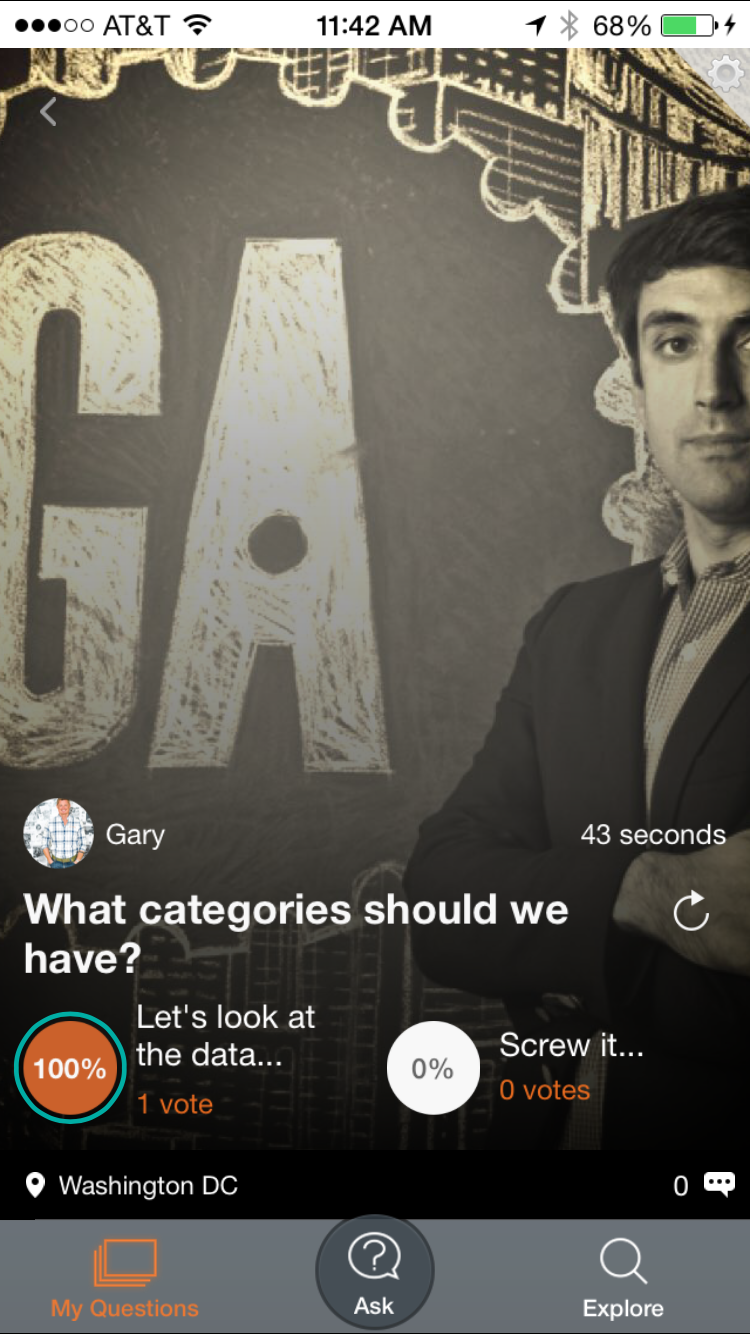 AT&T 11:42 AM 68%
GA
Gary 43 seconds
What categories should we
have?
Let's look at
the data...
100%
1 vote
Screw it...
0%
0 votes
Washington DC 0
My Questions Ask Explore